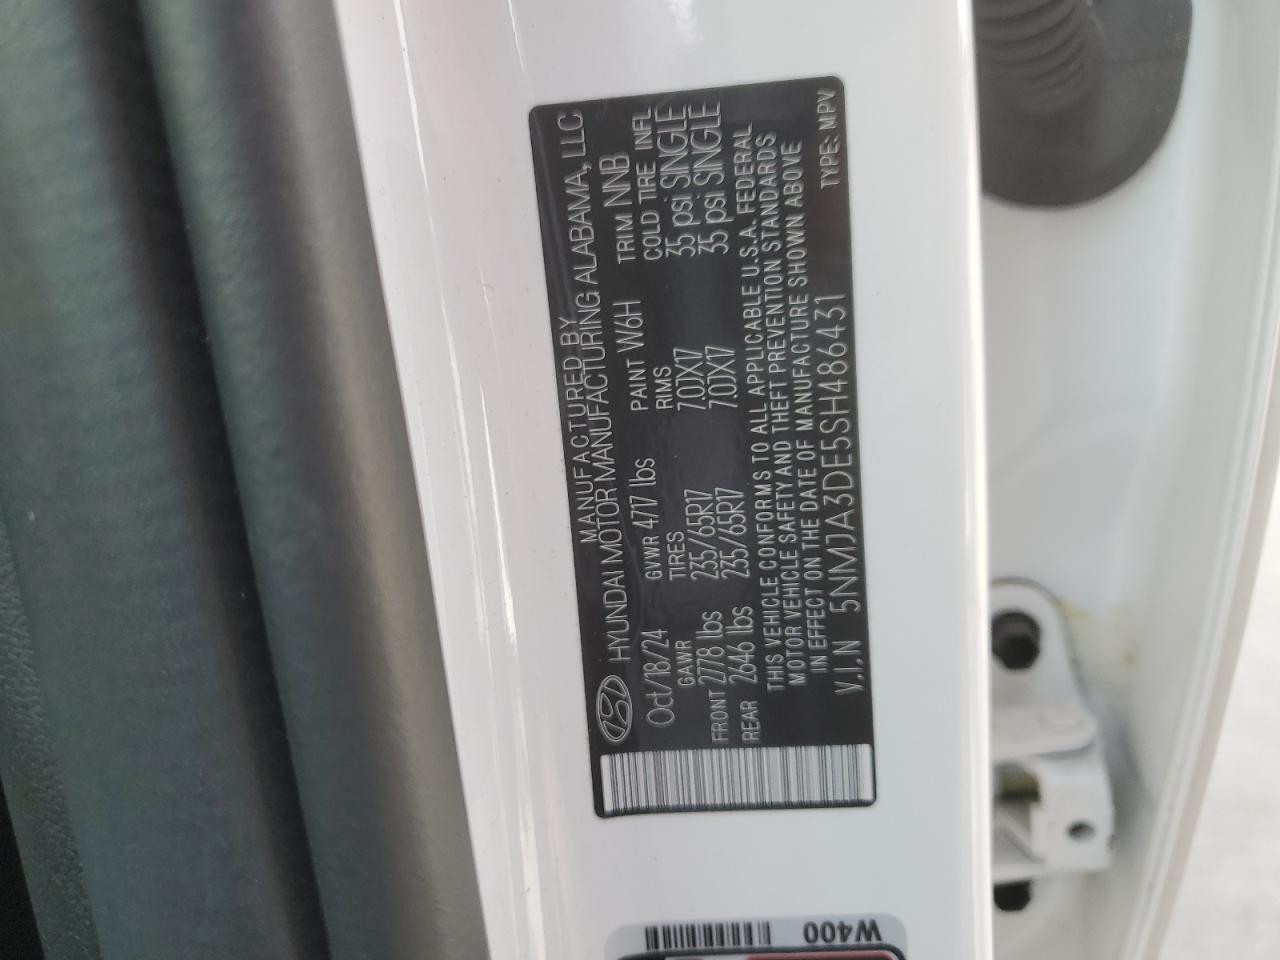 MANUFACTURED BY
HYUNDAI MOTOR MANUFACTURING ALABAMA, LLC
Oct/18/24 GVWR 4717 lbs PAINT W6H TRIM NNB
GAWR TIRES RIMS COLD TIRE INFL
FRONT 2778 lbs 235/65R17 7.0JX17 35 psi SINGLE
REAR 2646 lbs 235/65R17 7.0JX17 35 psi SINGLE
THIS VEHICLE CONFORMS TO ALL APPLICABLE U.S.A. FEDERAL
MOTOR VEHICLE SAFETY AND THEFT PREVENTION STANDARDS
IN EFFECT ON THE DATE OF MANUFACTURE SHOWN ABOVE
V.I.N 5NMJA3DE5SH486431 TYPE: MPV
W400